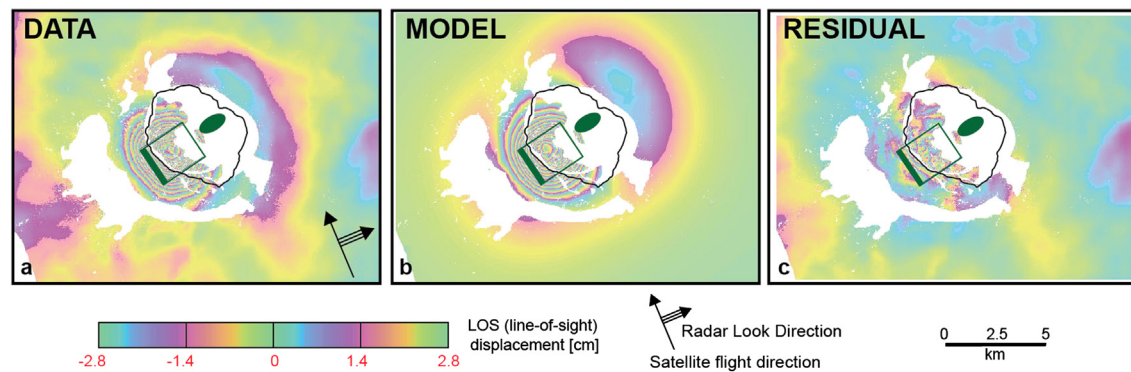 DATA
MODEL
RESIDUAL
a
b
c
LOS (line-of-sight)
displacement [cm]
-2.8
-1.4
0
1.4
2.8
Radar Look Direction
Satellite flight direction
0 2.5 5
km